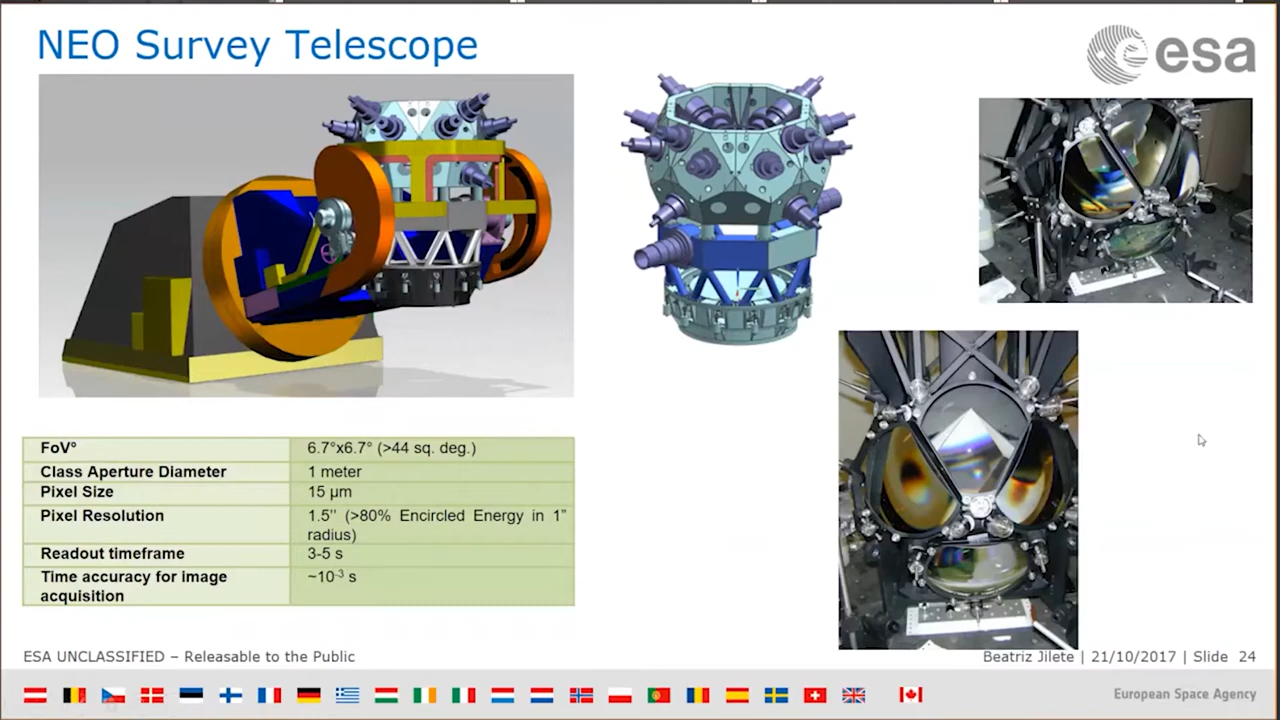 NEO Survey Telescope
esa
FoV° 6.7°x6.7° (>44 sq. deg.)
Class Aperture Diameter 1 meter
Pixel Size 15 µm
Pixel Resolution 1.5'' (>80% Encircled Energy in 1”
radius)
Readout timeframe 3-5 s
Time accuracy for image ~10⁻³ s
acquisition
ESA UNCLASSIFIED – Releasable to the Public
Beatriz Jilete | 21/10/2017 | Slide 24
European Space Agency